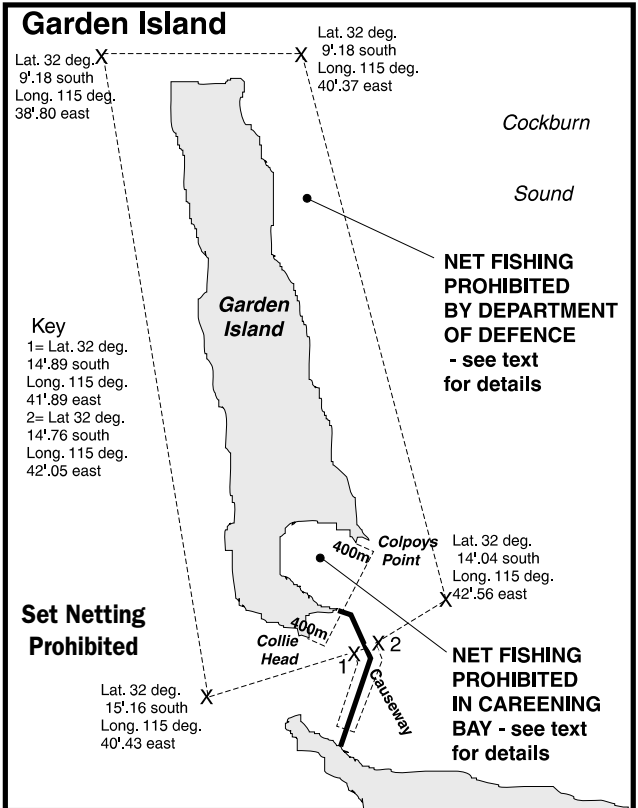 Garden Island
Lat. 32 deg.
9'.18 south
Long. 115 deg.
38'.80 east
Lat. 32 deg.
9'.18 south
Long. 115 deg.
40'.37 east
Cockburn
Sound
NET FISHING
PROHIBITED
BY DEPARTMENT
OF DEFENCE
- see text
for details
Garden
Island
Key
1= Lat. 32 deg.
14'.89 south
Long. 115 deg.
41'.89 east
2= Lat 32 deg.
14'.76 south
Long. 115 deg.
42'.05 east
400m
Colpoys
Point
Lat. 32 deg.
14'.04 south
Long. 115 deg.
42'.56 east
Set Netting
Prohibited
400m
Collie
Head
1
2
Causeway
NET FISHING
PROHIBITED
IN CAREENING
BAY - see text
for details
Lat. 32 deg.
15'.16 south
Long. 115 deg.
40'.43 east